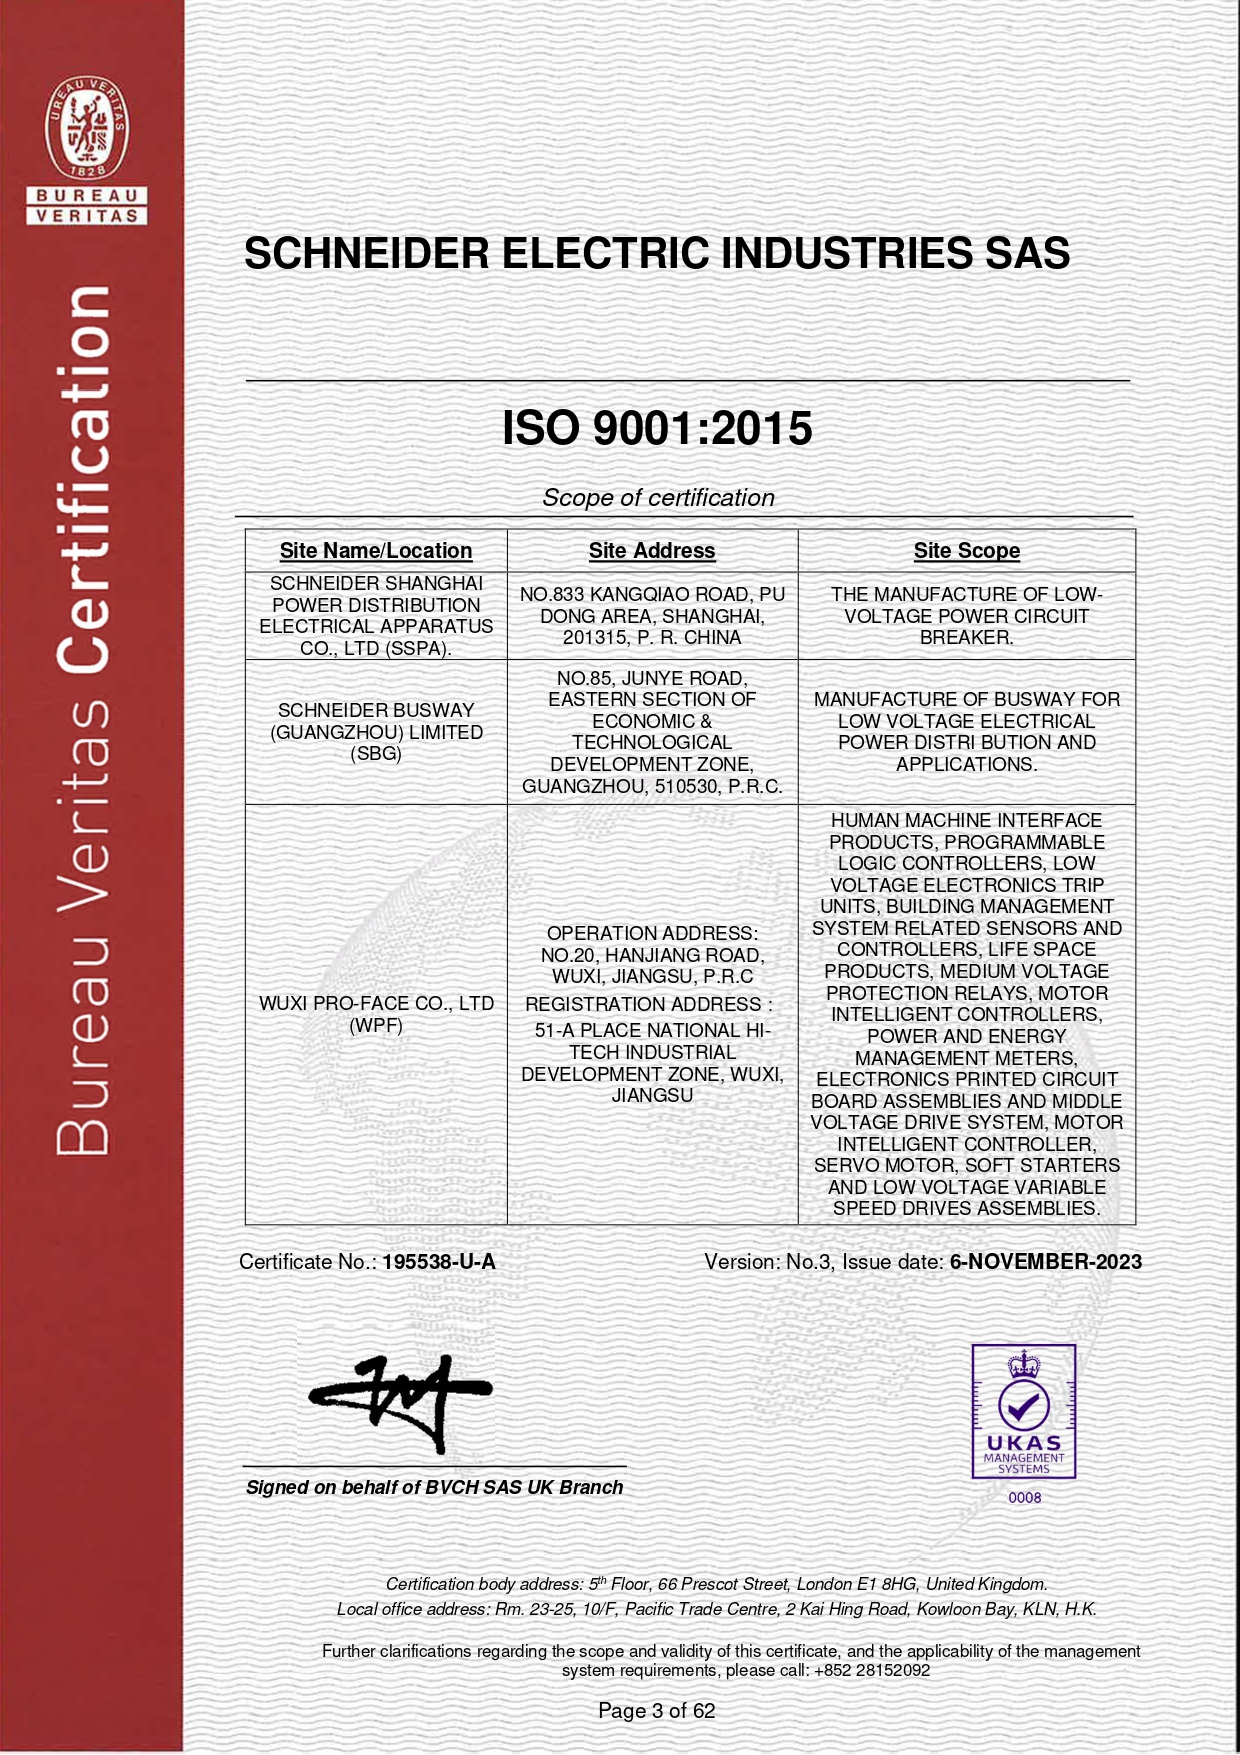 BUREAU VERITAS
1828
BUREAU
VERITAS
Bureau Veritas Certification
SCHNEIDER ELECTRIC INDUSTRIES SAS
ISO 9001:2015
Scope of certification
Site Name/Location
Site Address
Site Scope
SCHNEIDER SHANGHAI
POWER DISTRIBUTION
ELECTRICAL APPARATUS
CO., LTD (SSPA).
NO.833 KANGQIAO ROAD, PU
DONG AREA, SHANGHAI,
201315, P. R. CHINA
THE MANUFACTURE OF LOW-
VOLTAGE POWER CIRCUIT
BREAKER.
SCHNEIDER BUSWAY
(GUANGZHOU) LIMITED
(SBG)
NO.85, JUNYE ROAD,
EASTERN SECTION OF
ECONOMIC &
TECHNOLOGICAL
DEVELOPMENT ZONE,
GUANGZHOU, 510530, P.R.C.
MANUFACTURE OF BUSWAY FOR
LOW VOLTAGE ELECTRICAL
POWER DISTRI BUTION AND
APPLICATIONS.
WUXI PRO-FACE CO., LTD
(WPF)
OPERATION ADDRESS:
NO.20, HANJIANG ROAD,
WUXI, JIANGSU, P.R.C
REGISTRATION ADDRESS :
51-A PLACE NATIONAL HI-
TECH INDUSTRIAL
DEVELOPMENT ZONE, WUXI,
JIANGSU
HUMAN MACHINE INTERFACE
PRODUCTS, PROGRAMMABLE
LOGIC CONTROLLERS, LOW
VOLTAGE ELECTRONICS TRIP
UNITS, BUILDING MANAGEMENT
SYSTEM RELATED SENSORS AND
CONTROLLERS, LIFE SPACE
PRODUCTS, MEDIUM VOLTAGE
PROTECTION RELAYS, MOTOR
INTELLIGENT CONTROLLERS,
POWER AND ENERGY
MANAGEMENT METERS,
ELECTRONICS PRINTED CIRCUIT
BOARD ASSEMBLIES AND MIDDLE
VOLTAGE DRIVE SYSTEM, MOTOR
INTELLIGENT CONTROLLER,
SERVO MOTOR, SOFT STARTERS
AND LOW VOLTAGE VARIABLE
SPEED DRIVES ASSEMBLIES.
Certificate No.: 195538-U-A
Version: No.3, Issue date: 6-NOVEMBER-2023
Signed on behalf of BVCH SAS UK Branch
UKAS
MANAGEMENT
SYSTEMS
0008
Certification body address: 5th Floor, 66 Prescot Street, London E1 8HG, United Kingdom.
Local office address: Rm. 23-25, 10/F, Pacific Trade Centre, 2 Kai Hing Road, Kowloon Bay, KLN, H.K.
Further clarifications regarding the scope and validity of this certificate, and the applicability of the management
system requirements, please call: +852 28152092
Page 3 of 62